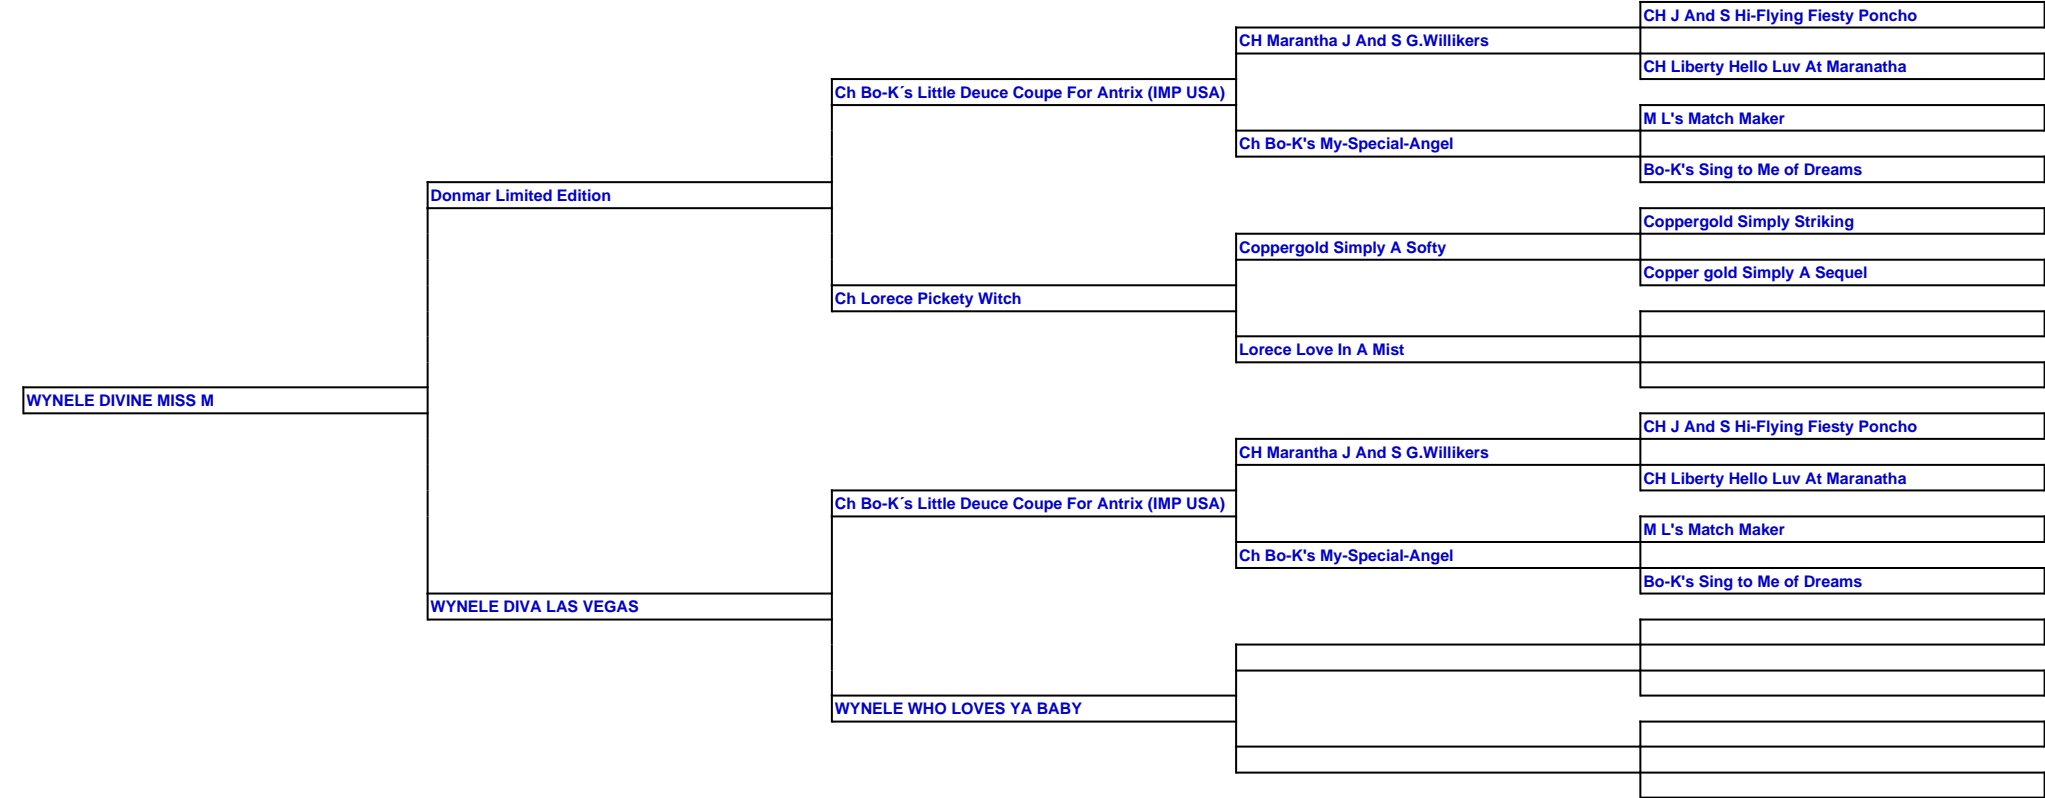 CH J And S Hi-Flying Fiesty Poncho
CH Marantha J And S G.Willikers
CH Liberty Hello Luv At Maranatha
Ch Bo-K´s Little Deuce Coupe For Antrix (IMP USA)
M L's Match Maker
Ch Bo-K's My-Special-Angel
Bo-K's Sing to Me of Dreams
Donmar Limited Edition
Coppergold Simply Striking
Coppergold Simply A Softy
Copper gold Simply A Sequel
Ch Lorece Pickety Witch
Lorece Love In A Mist
WYNELE DIVINE MISS M
CH J And S Hi-Flying Fiesty Poncho
CH Marantha J And S G.Willikers
CH Liberty Hello Luv At Maranatha
Ch Bo-K´s Little Deuce Coupe For Antrix (IMP USA)
M L's Match Maker
Ch Bo-K's My-Special-Angel
Bo-K's Sing to Me of Dreams
WYNELE DIVA LAS VEGAS
WYNELE WHO LOVES YA BABY